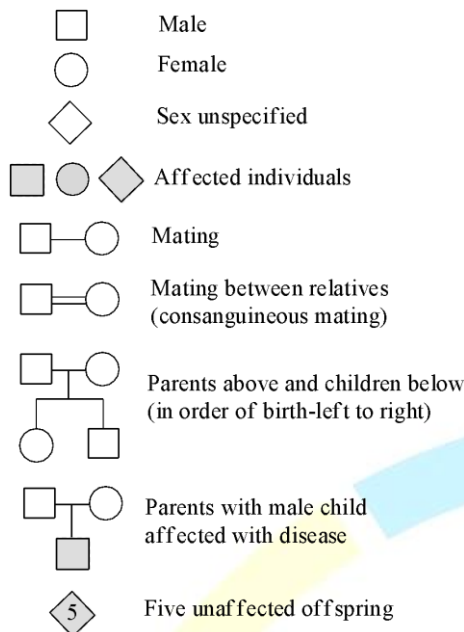 Male
Female
Sex unspecified
Affected individuals
Mating
Mating between relatives
(consanguineous mating)
Parents above and children below
(in order of birth-left to right)
Parents with male child
affected with disease
5 Five unaffected offspring